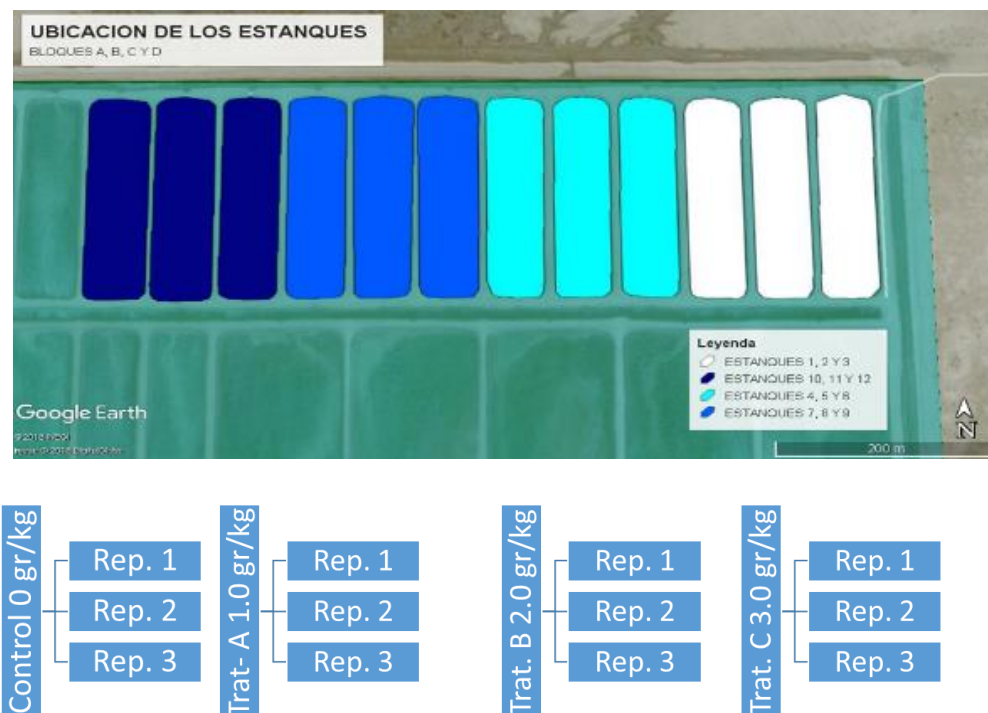 UBICACION DE LOS ESTANQUES
BLOQUES A, B, C Y D
Leyenda
ESTANQUES 1, 2 Y 3
ESTANQUES 10, 11 Y 12
ESTANQUES 4, 5 Y 6
ESTANQUES 7, 8 Y 9
Google Earth
200 m
N
Control 0 gr/kg
Rep. 1
Rep. 2
Rep. 3
Trat- A 1.0 gr/kg
Rep. 1
Rep. 2
Rep. 3
Trat. B 2.0 gr/kg
Rep. 1
Rep. 2
Rep. 3
Trat. C 3.0 gr/kg
Rep. 1
Rep. 2
Rep. 3